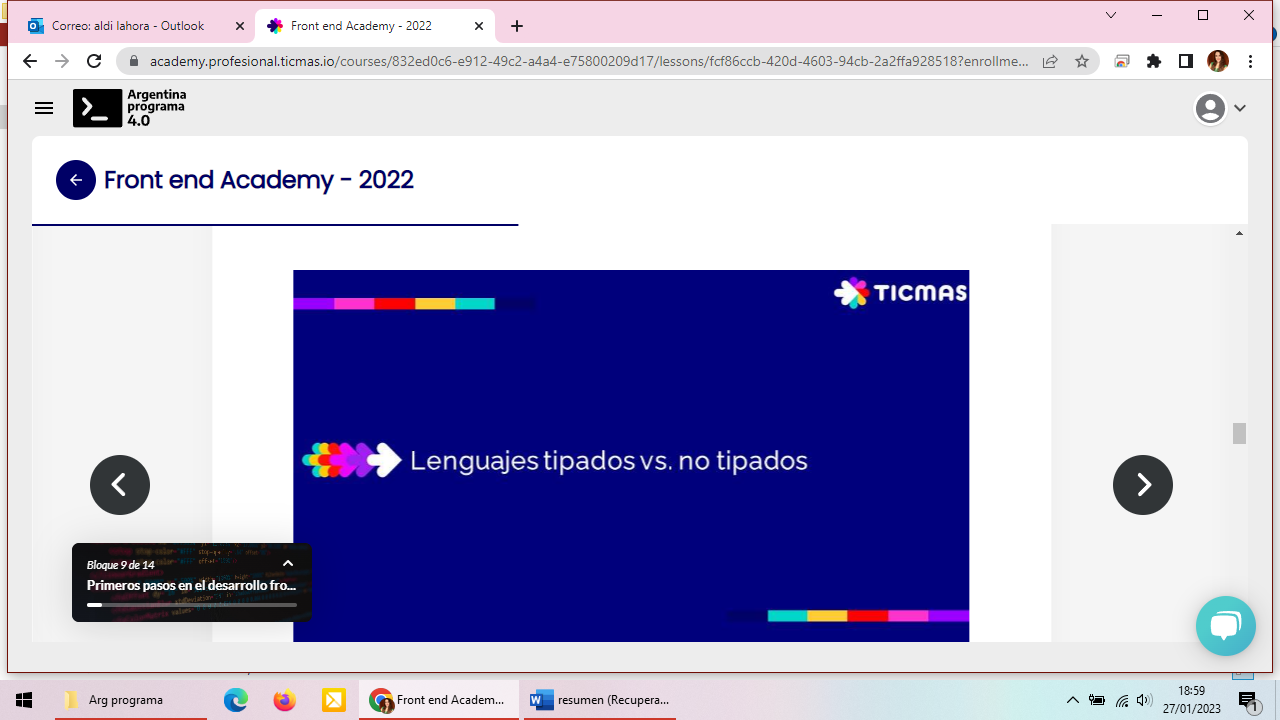 Correo: aldi lahora - Outlook
Front end Academy - 2022
academy.profesional.ticmas.io/courses/832ee0c6-e912-4999-a4a4-e75800209d17/lessons/fcf86ccb-420d-4603-94cb-2a2ffa928518?enrollme...
Argentina
programa
4.0
Front end Academy - 2022
TICMAS
Lenguajes tipados vs. no tipados
Bloque 9 de 14
Primeros pasos en el desarrollo fro...
Arg programa
Front end Academ...
resumen (Recupera...
18:59
27/01/2023
1